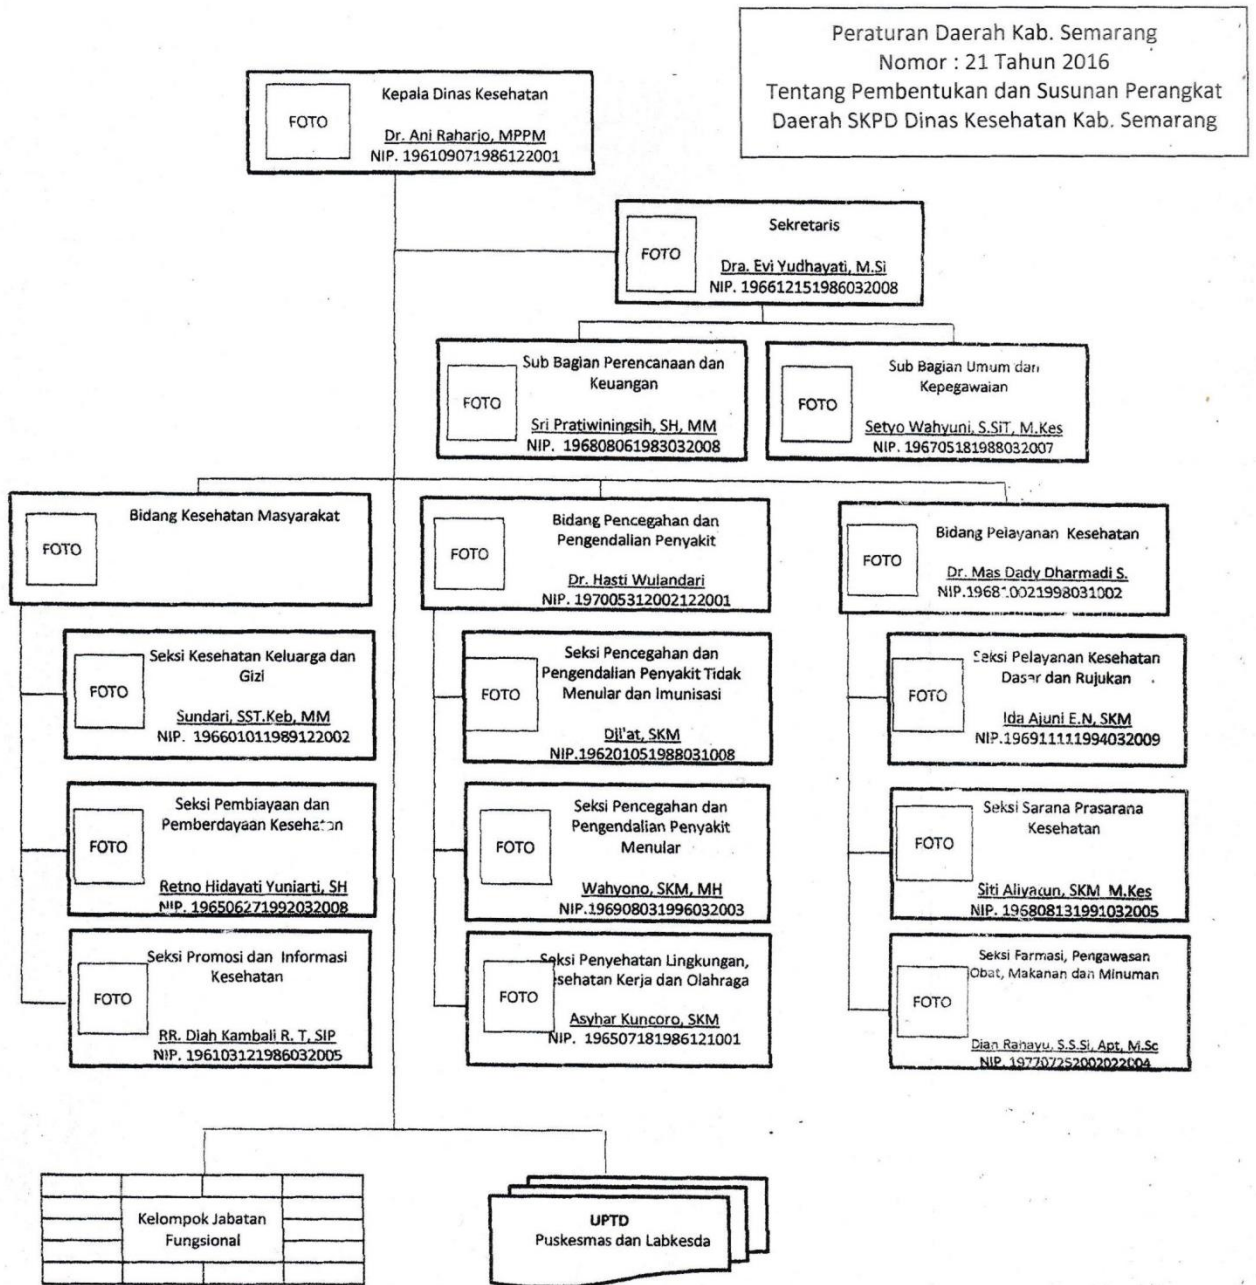 Peraturan Daerah Kab. Semarang
Nomor : 21 Tahun 2016
Tentang Pembentukan dan Susunan Perangkat
Daerah SKPD Dinas Kesehatan Kab. Semarang
FOTO
Kepala Dinas Kesehatan
Dr. Ani Raharjo, MPPM
NIP. 196109071986122001
FOTO
Sekretaris
Dra. Evi Yudhayati, M.Si
NIP. 196612151986032008
FOTO
Sub Bagian Perencanaan dan
Keuangan
Sri Pratiwiningsih, SH, MM
NIP. 196808061983032008
FOTO
Sub Bagian Umum dan
Kepegawaian
Setyo Wahyuni, S.SiT, M.Kes
NIP. 196705181988032007
FOTO
Bidang Kesehatan Masyarakat
FOTO
Seksi Kesehatan Keluarga dan
Gizi
Sundari, SST.Keb, MM
NIP. 196601011989122002
FOTO
Seksi Pembiayaan dan
Pemberdayaan Kesehatan
Retno Hidayati Yuniarti, SH
NIP. 196506271992032008
FOTO
Seksi Promosi dan Informasi
Kesehatan
RR. Diah Kambali R. T, SIP
NIP. 196103121986032005
FOTO
Bidang Pencegahan dan
Pengendalian Penyakit
Dr. Hasti Wulandari
NIP. 197005312002122001
FOTO
Seksi Pencegahan dan
Pengendalian Penyakit Tidak
Menular dan Imunisasi
Djl'at, SKM
NIP.196201051988031008
FOTO
Seksi Pencegahan dan
Pengendalian Penyakit
Menular
Wahyono, SKM, MH
NIP.196908031996032003
FOTO
Seksi Penyehatan Lingkungan,
esehatan Kerja dan Olahraga
Asyhar Kuncoro, SKM
NIP. 196507181986121001
FOTO
Bidang Pelayanan Kesehatan
Dr. Mas Dady Dharmadi S.
NIP.196810021998031002
FOTO
Seksi Pelayanan Kesehatan
Dasar dan Rujukan
Ida Ajuni E.N, SKM
NIP.196911111994032009
FOTO
Seksi Sarana Prasarana
Kesehatan
Siti Aliyatun, SKM M.Kes
NIP. 196808131991032005
FOTO
Seksi Farmasi, Pengawasan
Obat, Makanan dan Minuman
Dian Rahayu, S.S.Si, Apt, M.Sc
NIP. 197707252002022004
Kelompok Jabatan
Fungsional
UPTD
Puskesmas dan Labkesda